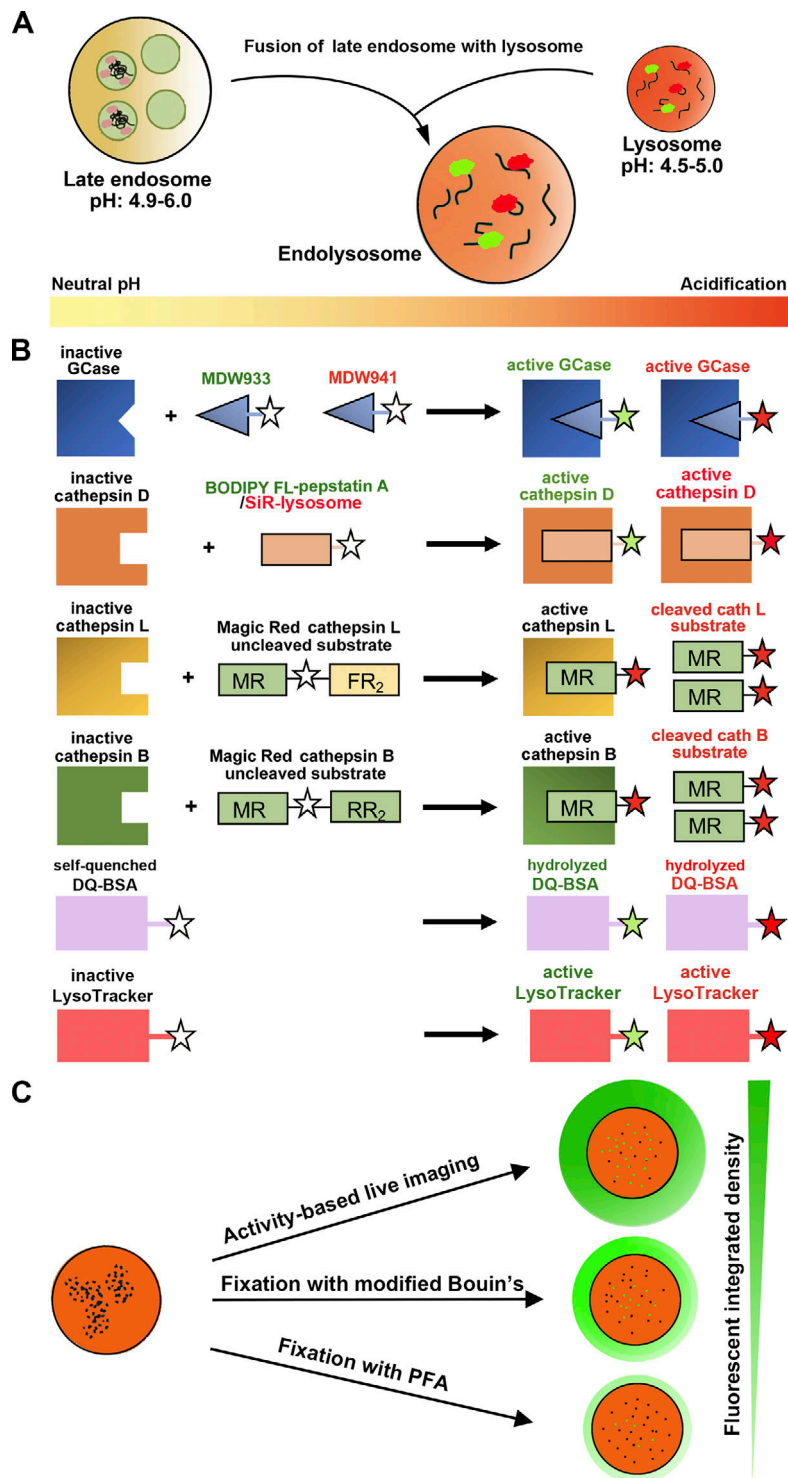 A
Fusion of late endosome with lysosome
Late endosome
pH: 4.9-6.0
Lysosome
pH: 4.5-5.0
Endolysosome
Neutral pH
Acidification
B
inactive
GCase
+
MDW933
MDW941
active GCase
active GCase
inactive
cathepsin D
+
BODIPY FL-pepstatin A
/SiR-lysosome
active
cathepsin D
active
cathepsin D
inactive
cathepsin L
+
Magic Red cathepsin L
uncleaved substrate
MR
FR₂
active
cathepsin L
MR
cleaved cath L
substrate
MR
MR
inactive
cathepsin B
+
Magic Red cathepsin B
uncleaved substrate
MR
RR₂
active
cathepsin B
MR
cleaved cath B
substrate
MR
MR
self-quenched
DQ-BSA
hydrolyzed
DQ-BSA
hydrolyzed
DQ-BSA
inactive
LysoTracker
active
LysoTracker
active
LysoTracker
C
Activity-based live imaging
Fixation with modified Bouin's
Fixation with PFA
Fluorescent integrated density